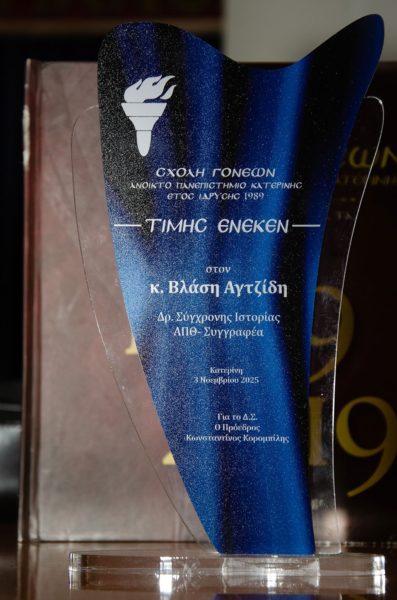 ΣΧΟΛΗ ΓΟΝΕΩΝ
ΑΝΟΙΚΤΟ ΠΑΝΕΠΙΣΤΗΜΙΟ ΚΑΤΕΡΙΝΗΣ
ΕΤΟΣ ΙΔΡΥΣΗΣ 1989
ΤΙΜΗΣ ΕΝΕΚΕΝ
στον
κ. Βλάση Αγτζίδη
Δρ. Σύγχρονης Ιστορίας
ΑΠΘ- Συγγραφέα
Κατερίνη
3 Νοεμβρίου 2025
Για το Δ.Σ.
Ο Πρόεδρος
Κωνσταντίνος Κορομπίλης